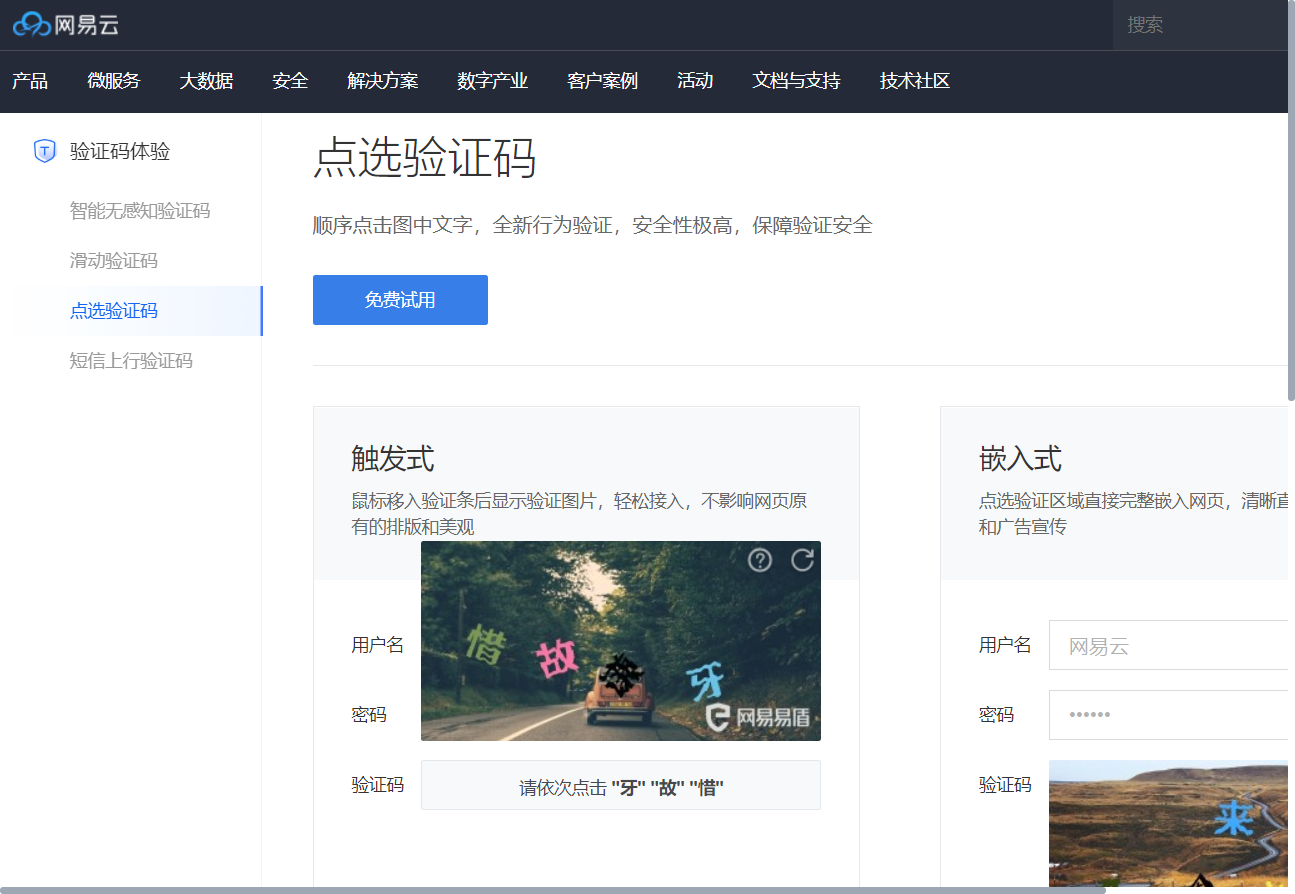 网易云
搜索
产品 微服务 大数据 安全 解决方案 数字产业 客户案例 活动 文档与支持 技术社区
验证码体验
智能无感知验证码
滑动验证码
点选验证码
短信上行验证码
点选验证码
顺序点击图中文字，全新行为验证，安全性极高，保障验证安全
免费试用
触发式
鼠标移入验证条后显示验证图片，轻松接入，不影响网页原
有的排版和美观
惜
故
牙
网易易盾
用户名
密码
验证码
请依次点击 "牙" "故" "惜"
嵌入式
点选验证区域直接完整嵌入网页，清晰直
和广告宣传
用户名
网易云
密码
••••••
验证码
来